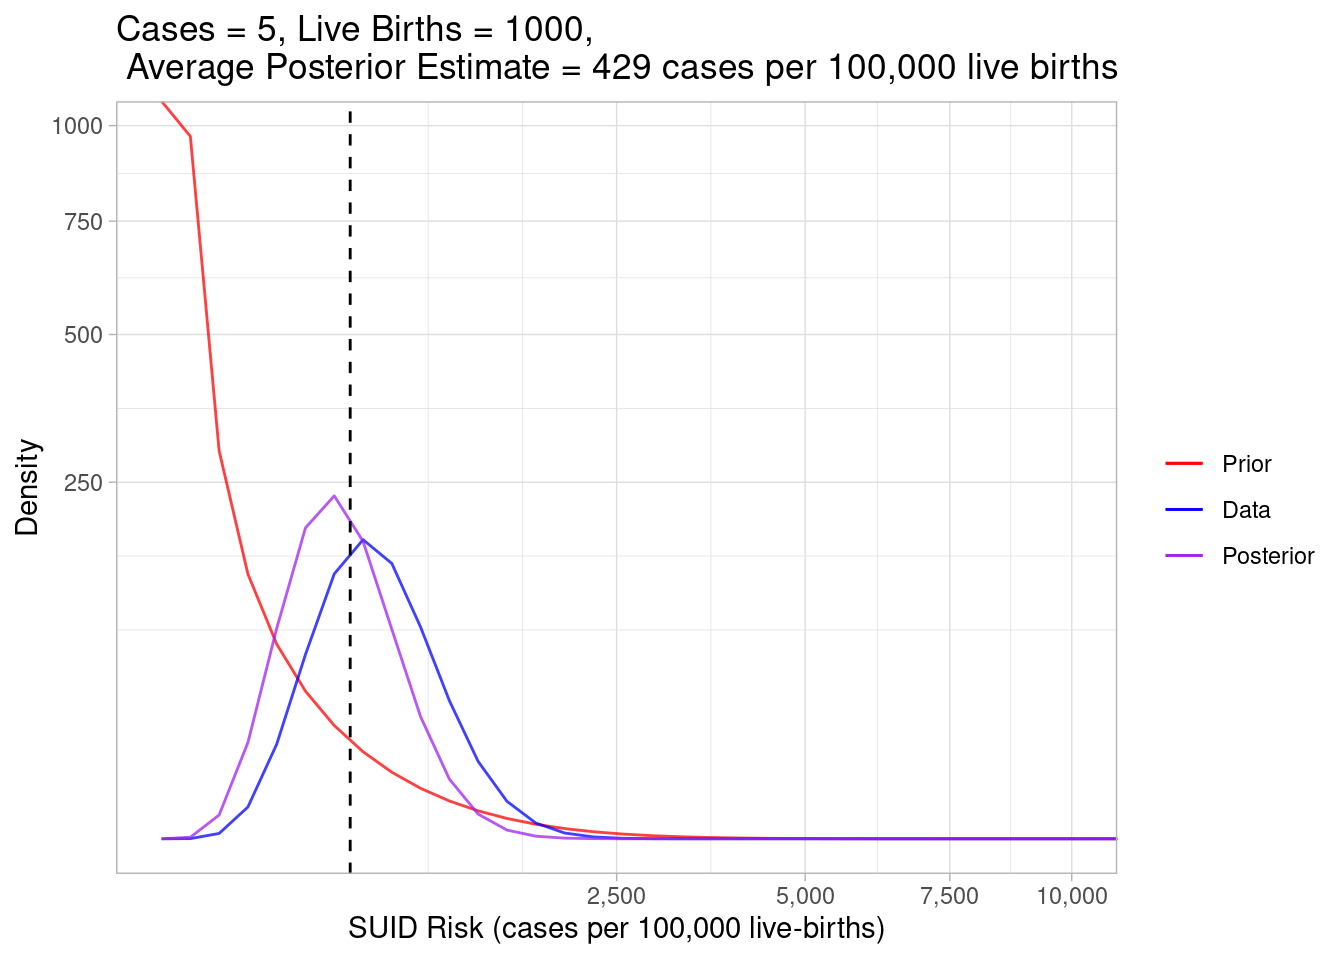 Cases = 5, Live Births = 1000,
Average Posterior Estimate = 429 cases per 100,000 live births
1000
750
500
250
Density
Prior
Data
Posterior
2,500 5,000 7,500 10,000
SUID Risk (cases per 100,000 live-births)